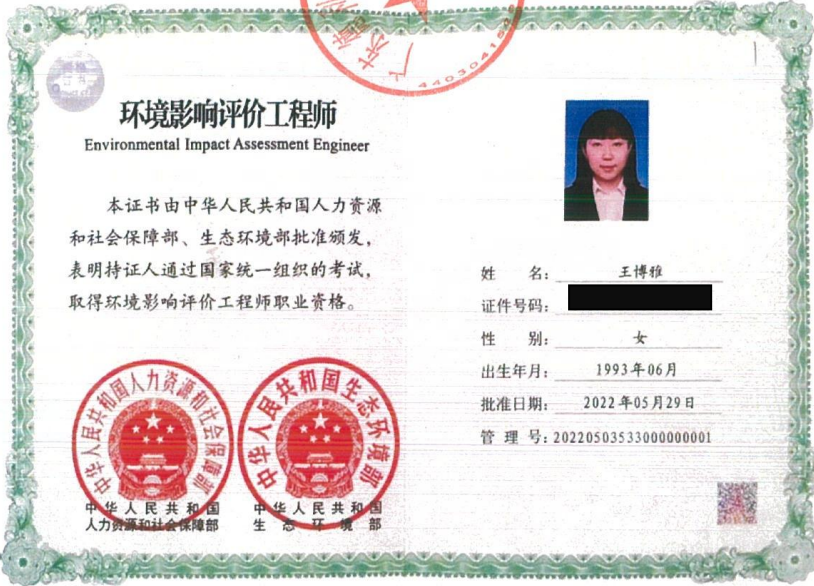 环境影响评价工程师
Environmental Impact Assessment Engineer
本证书由中华人民共和国人力资源
和社会保障部、生态环境部批准颁发，
表明持证人通过国家统一组织的考试，
取得环境影响评价工程师职业资格。
中华人民共和国人力资源和社会保障部
中华人民共和国生态环境部
中华人民共和国
人力资源和社会保障部
中华人民共和国
生态环境部
姓名：王博雅
证件号码：
性别：女
出生年月：1993年06月
批准日期：2022年05月29日
管理号：20220503533000000001
广东